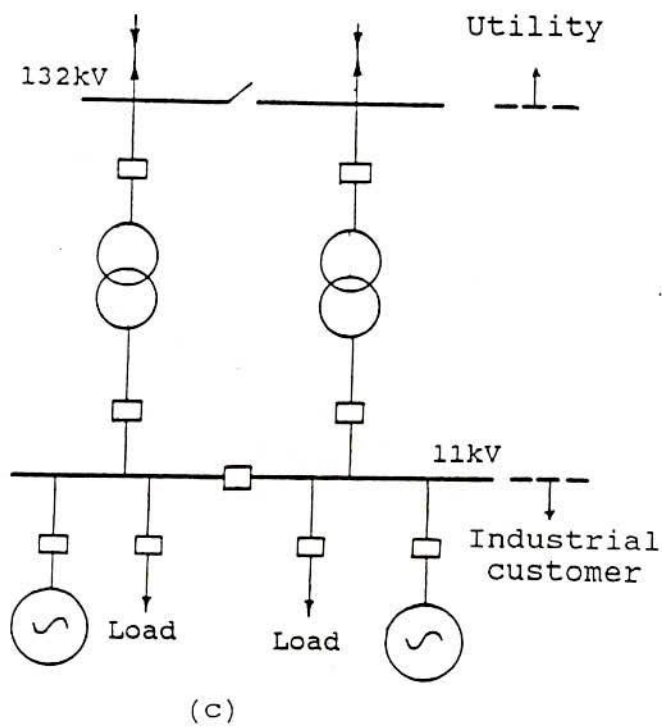 Utility
132kV
11kV
Industrial
customer
Load
Load
(c)